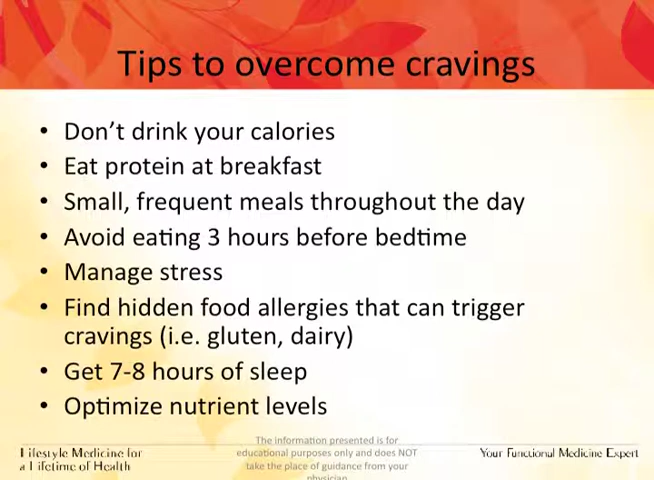 Tips to overcome cravings
• Don't drink your calories
• Eat protein at breakfast
• Small, frequent meals throughout the day
• Avoid eating 3 hours before bedtime
• Manage stress
• Find hidden food allergies that can trigger
cravings (i.e. gluten, dairy)
• Get 7-8 hours of sleep
• Optimize nutrient levels
Lifestyle Medicine for
a Lifetime of Health
The information presented is for
educational purposes only and does NOT
take the place of guidance from your
physician
Your Functional Medicine Expert